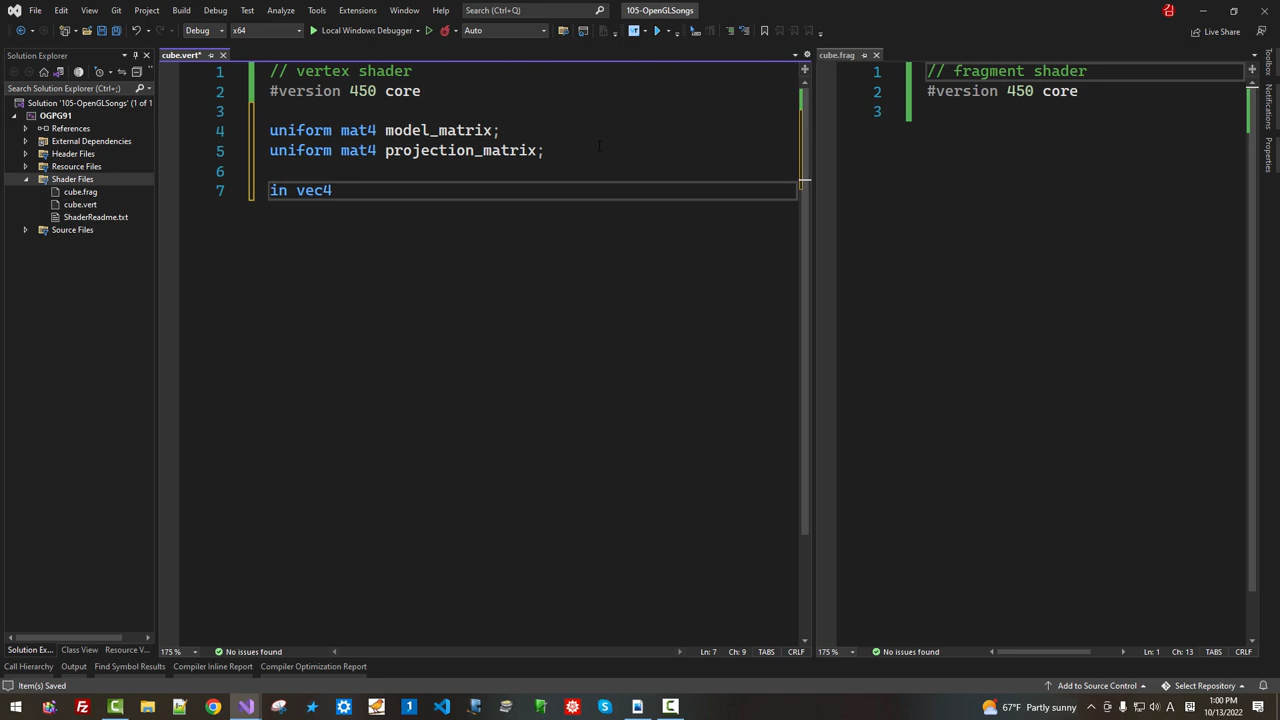 File Edit View Git Project Build Debug Test Analyze Tools Extensions Window Help Search (Ctrl+Q) 105-OpenGLSongs
Debug x64 Local Windows Debugger Auto Live Share
Solution Explorer
Search Solution Explorer (Ctrl+;)
Solution '105-OpenGLSongs' (1 of 1
OGPG91
References
External Dependencies
Header Files
Resource Files
Shader Files
cube.frag
cube.vert
ShaderReadme.txt
Source Files
Solution Ex... Class View Resource V...
cube.vert*
1 // vertex shader
2 #version 450 core
3
4 uniform mat4 model_matrix;
5 uniform mat4 projection_matrix;
6
7 in vec4
175 % No issues found Ln: 7 Ch: 9 TABS CRLF
cube.frag
1 // fragment shader
2 #version 450 core
3
175 % No issues found Ln: 1 Ch: 13 TABS CRLF
Toolbox
Notifications
Properties
Call Hierarchy Output Find Symbol Results Compiler Inline Report Compiler Optimization Report
Item(s) Saved Add to Source Control Select Repository
67°F Partly sunny 1:00 PM
10/13/2022